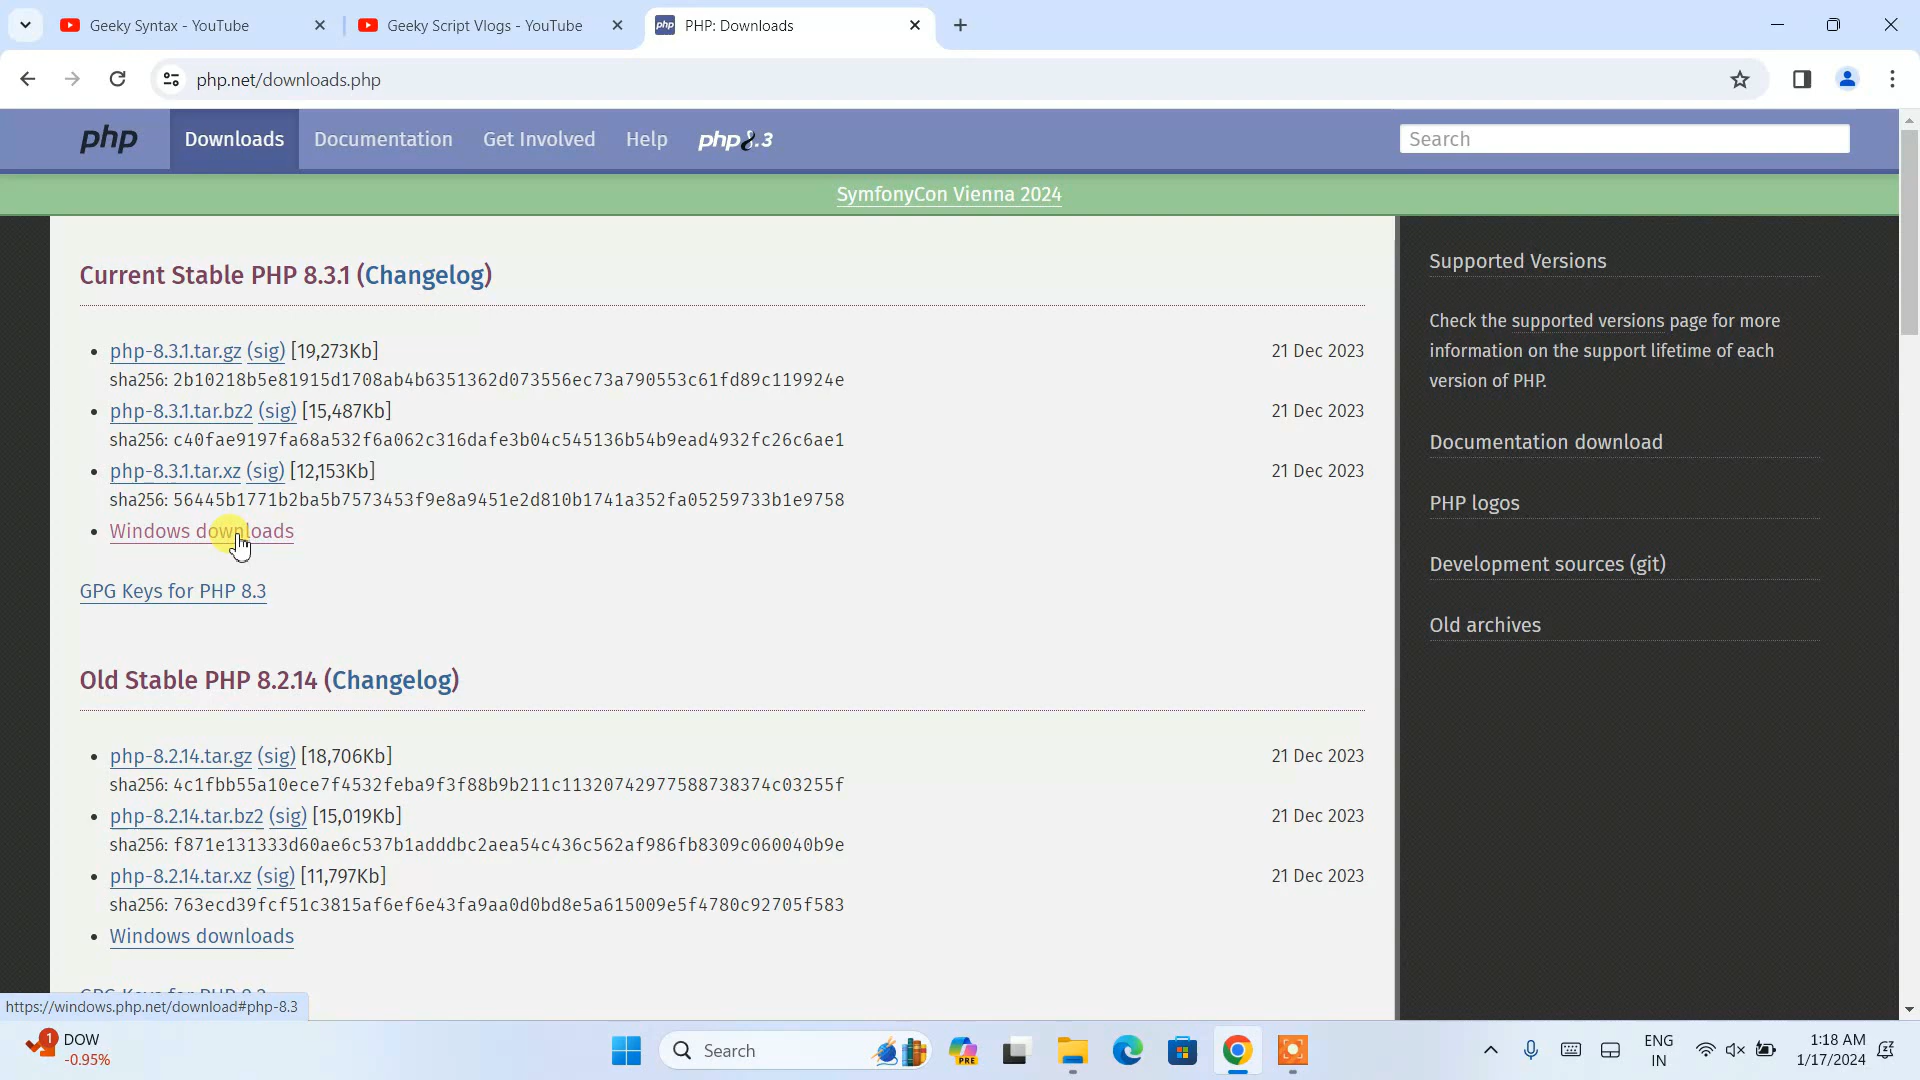 Geeky Syntax - YouTube
Geeky Script Vlogs - YouTube
php
PHP: Downloads
php.net/downloads.php
php
Downloads
Documentation
Get Involved
Help
php8.3
Search
SymfonyCon Vienna 2024
Current Stable PHP 8.3.1 (Changelog)
php-8.3.1.tar.gz (sig) [19,273Kb] 21 Dec 2023
sha256: 2b10218b5e81915d1708ab4b6351362d073556ec73a790553c61fd89c119924e
php-8.3.1.tar.bz2 (sig) [15,487Kb] 21 Dec 2023
sha256: c40fae9197fa68a532f6a062c316dafe3b04c545136b54b9ead4932fc26c6ae1
php-8.3.1.tar.xz (sig) [12,153Kb] 21 Dec 2023
sha256: 56445b1771b2ba5b7573453f9e8a9451e2d810b1741a352fa05259733b1e9758
Windows downloads
GPG Keys for PHP 8.3
Old Stable PHP 8.2.14 (Changelog)
php-8.2.14.tar.gz (sig) [18,706Kb] 21 Dec 2023
sha256: 4c1fbb55a10ece7f4532feba9f3f88b9b211c11320742977588738374c03255f
php-8.2.14.tar.bz2 (sig) [15,019Kb] 21 Dec 2023
sha256: f871e131333d60ae6c537b1adddbc2aea54c436c562af986fb8309c060040b9e
php-8.2.14.tar.xz (sig) [11,797Kb] 21 Dec 2023
sha256: 763ecd39fcf51c3815af6ef6e43fa9aa0d0bd8e5a615009e5f4780c92705f583
Windows downloads
GPG Keys for PHP 8.2
Supported Versions
Check the supported versions page for more
information on the support lifetime of each
version of PHP.
Documentation download
PHP logos
Development sources (git)
Old archives
https://windows.php.net/download#php-8.3
1
DOW
-0.95%
Search
PRE
ENG
IN
1:18 AM
1/17/2024